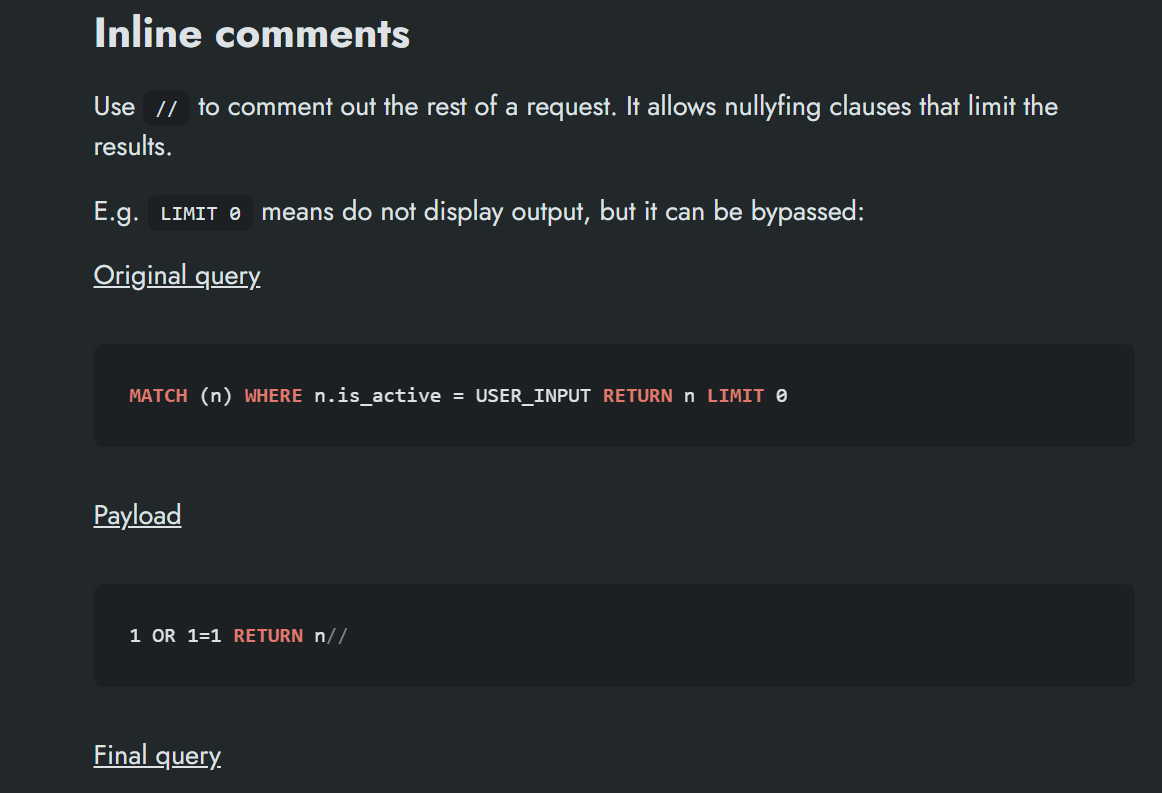 Inline comments
Use // to comment out the rest of a request. It allows nullyfing clauses that limit the
results.
E.g. LIMIT 0 means do not display output, but it can be bypassed:
Original query
MATCH (n) WHERE n.is_active = USER_INPUT RETURN n LIMIT 0
Payload
1 OR 1=1 RETURN n//
Final query